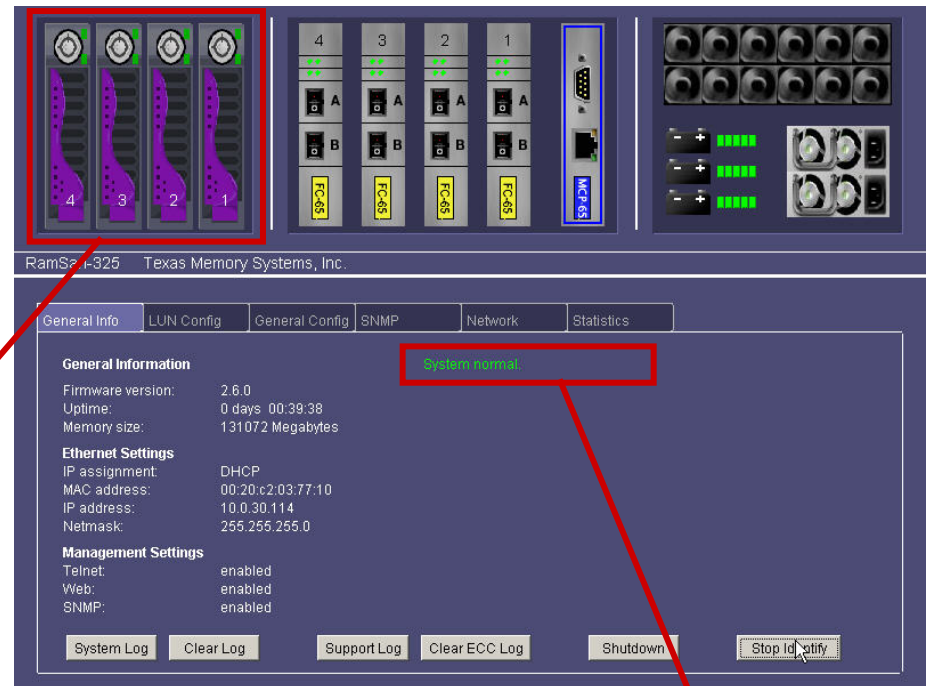 4 3 2 1
A A A A
B B B B
FC-65 FC-65 FC-65 FC-65 MCP-65
4 3 2 1
- +
- +
- +
RamSan-325 Texas Memory Systems, Inc.
General Info LUN Config General Config SNMP Network Statistics
General Information System normal.
Firmware version: 2.6.0
Uptime: 0 days 00:39:38
Memory size: 131072 Megabytes
Ethernet Settings
IP assignment: DHCP
MAC address: 00:20:c2:03:77:10
IP address: 10.0.30.114
Netmask: 255.255.255.0
Management Settings
Telnet: enabled
Web: enabled
SNMP: enabled
System Log Clear Log Support Log Clear ECC Log Shutdown Stop Identify